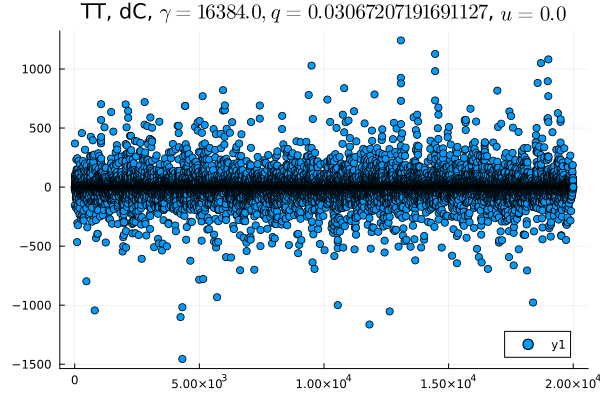 TT, dC, γ = 16384.0, q = 0.03067207191691127, u = 0.0
1000
500
0
−500
−1000
−1500
0 5.00×10³ 1.00×10⁴ 1.50×10⁴ 2.00×10⁴
y1